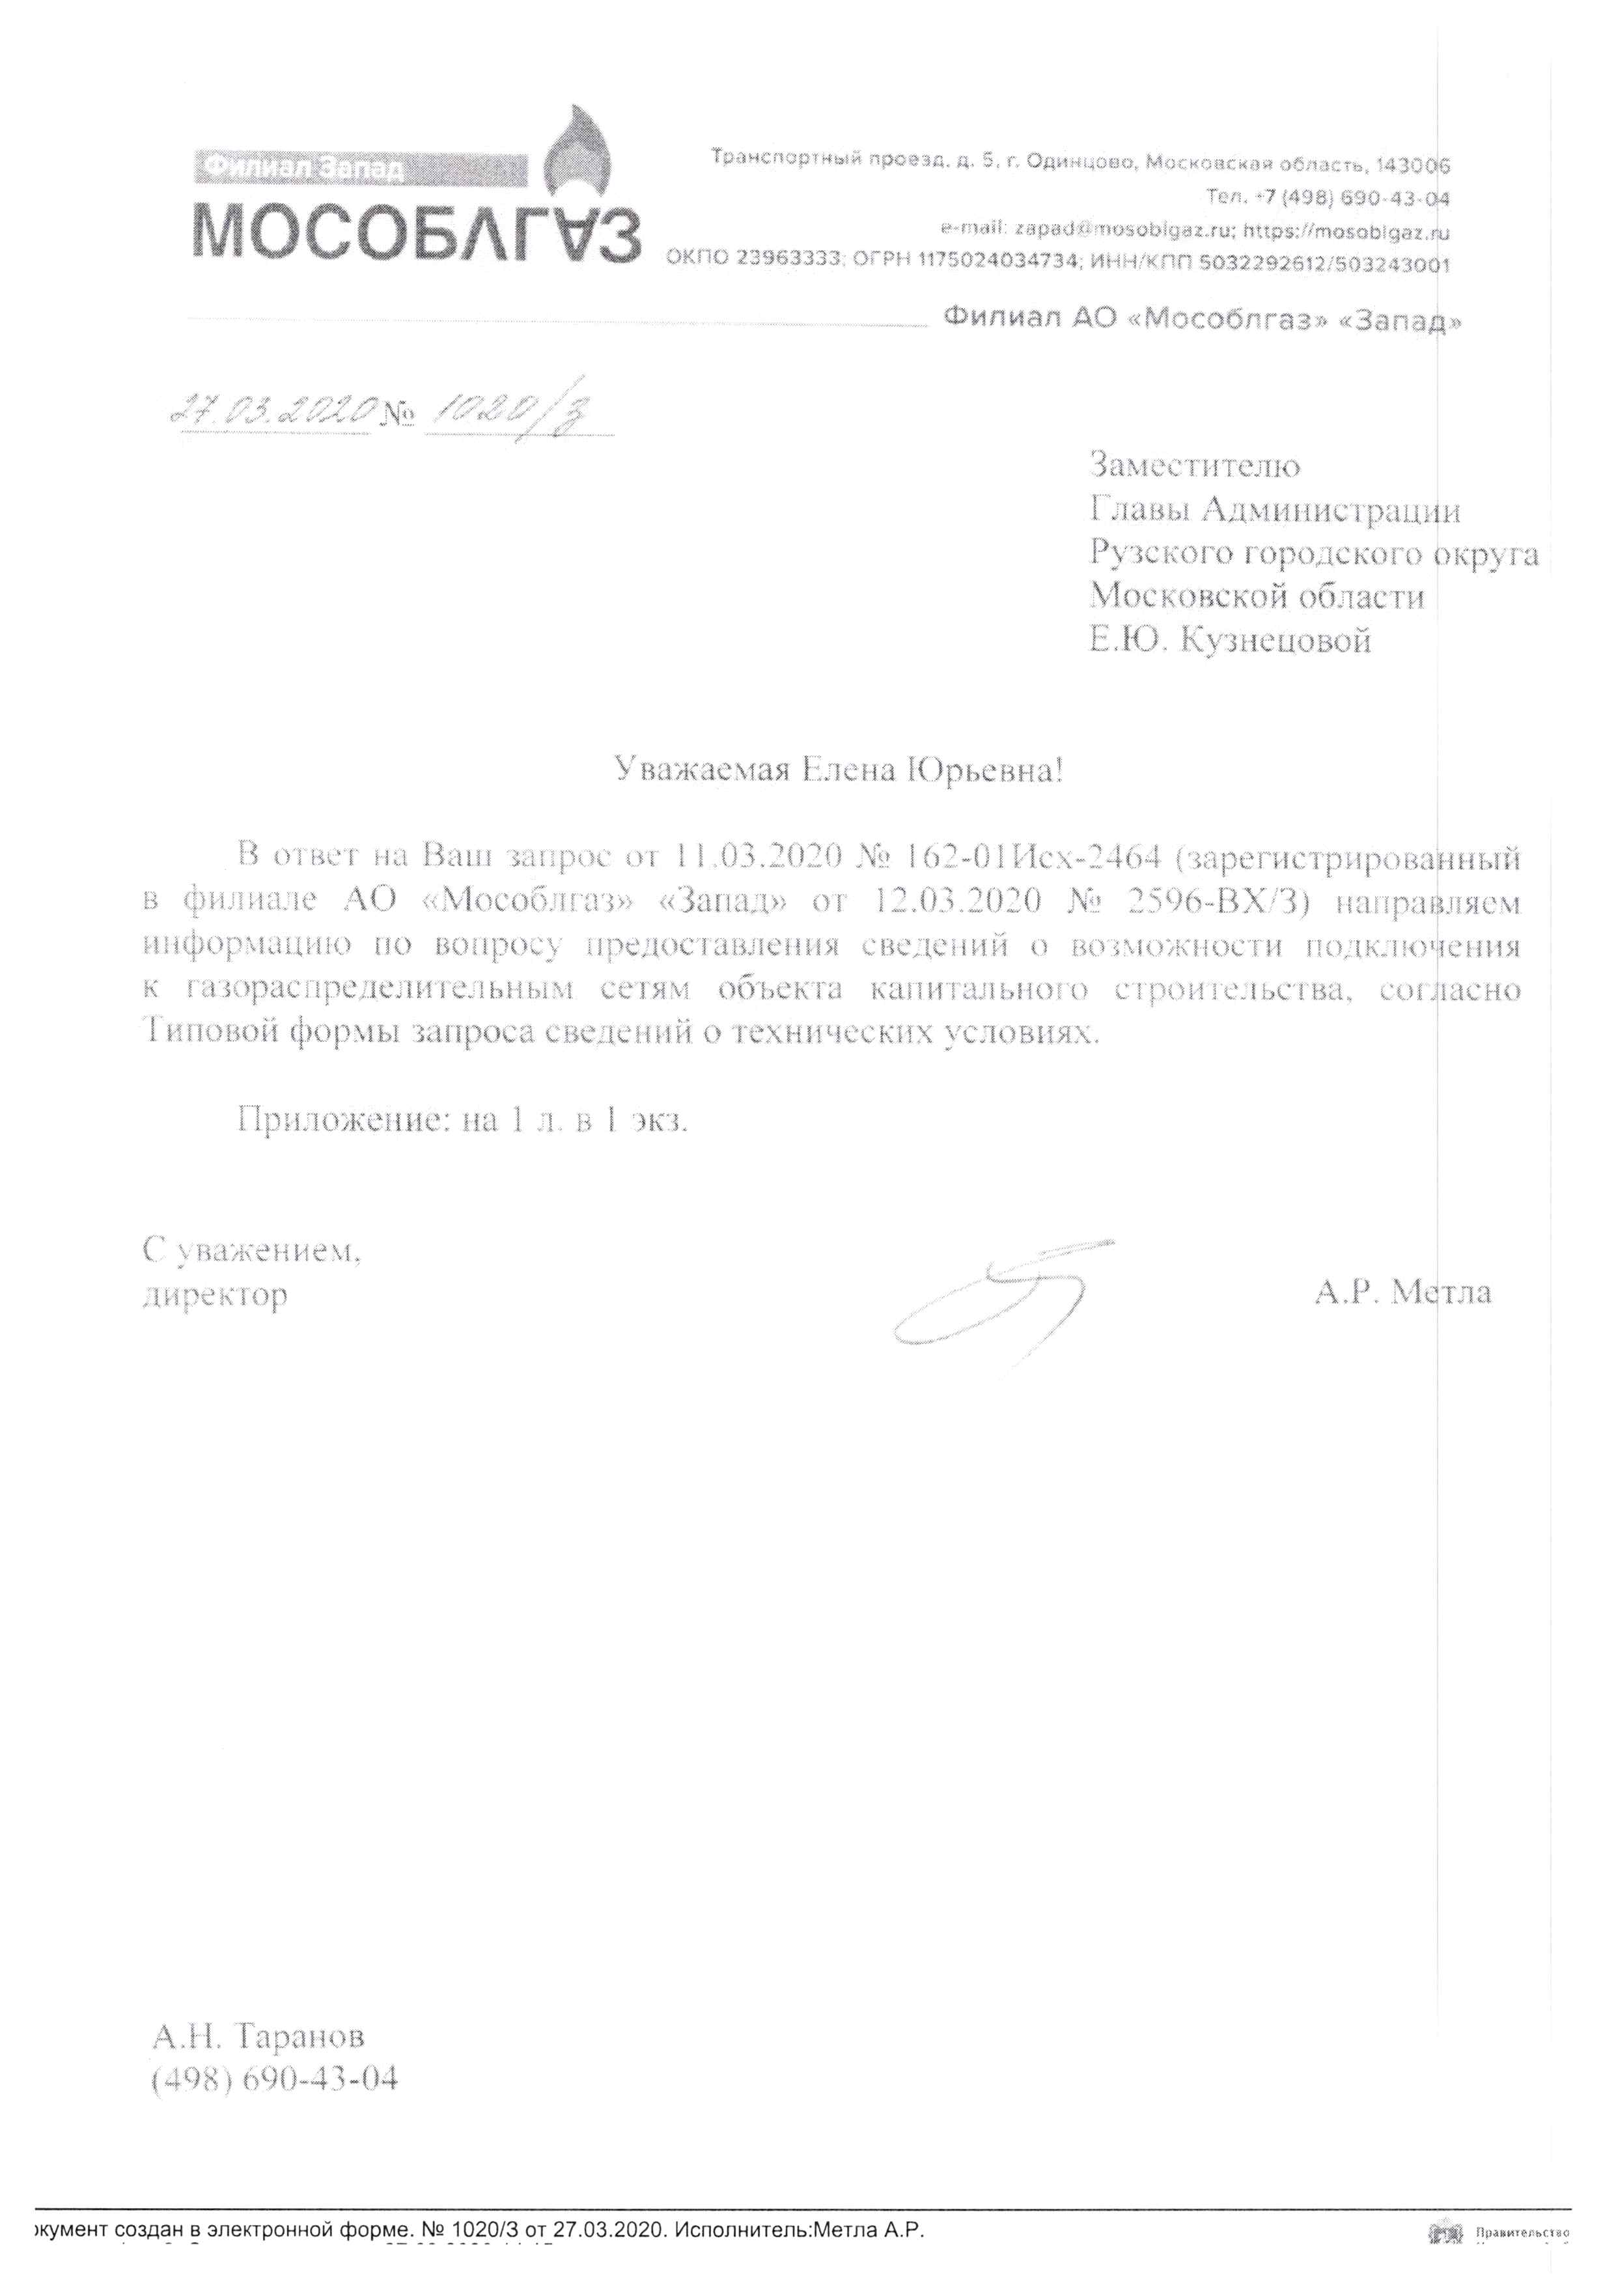 Филиал Запад
МОСОБЛГАЗ
Транспортный проезд, д. 5, г. Одинцово, Московская область, 143006
Тел. +7 (498) 690-43-04
e-mail: zapad@mosoblgaz.ru; https://mosoblgaz.ru
ОКПО 23963333; ОГРН 1175024034734; ИНН/КПП 5032292612/503243001
Филиал АО «Мособлгаз» «Запад»
27.03.2020 № 1020/З
Заместителю
Главы Администрации
Рузского городского округа
Московской области
Е.Ю. Кузнецовой
Уважаемая Елена Юрьевна!
В ответ на Ваш запрос от 11.03.2020 № 162-01Исх-2464 (зарегистрированный
в филиале АО «Мособлгаз» «Запад» от 12.03.2020 № 2596-ВХ/З) направляем
информацию по вопросу предоставления сведений о возможности подключения
к газораспределительным сетям объекта капитального строительства, согласно
Типовой формы запроса сведений о технических условиях.
Приложение: на 1 л. в 1 экз.
С уважением,
директор
А.Р. Метла
А.Н. Таранов
(498) 690-43-04
окумент создан в электронной форме. № 1020/З от 27.03.2020. Исполнитель:Метла А.Р.
Правительство